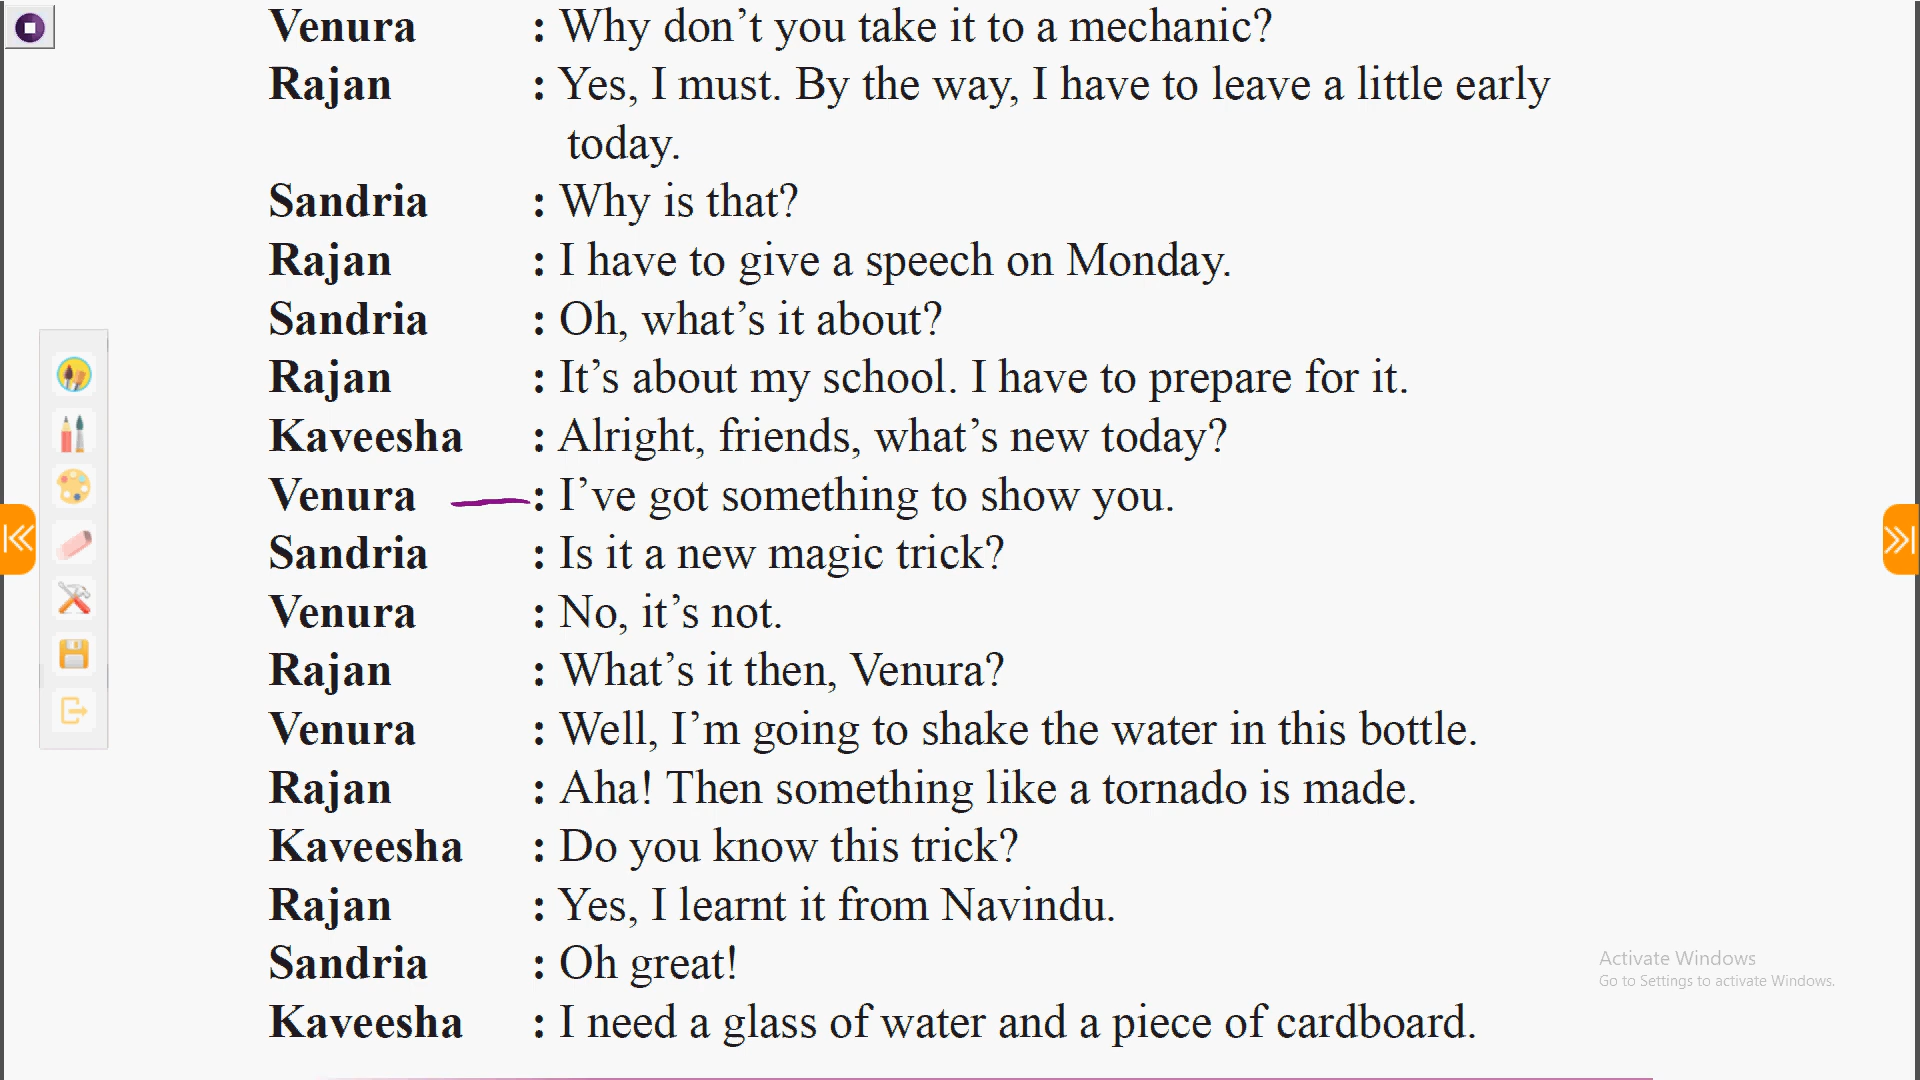 Venura : Why don’t you take it to a mechanic?
Rajan : Yes, I must. By the way, I have to leave a little early
today.
Sandria : Why is that?
Rajan : I have to give a speech on Monday.
Sandria : Oh, what’s it about?
Rajan : It’s about my school. I have to prepare for it.
Kaveesha : Alright, friends, what’s new today?
Venura : I’ve got something to show you.
Sandria : Is it a new magic trick?
Venura : No, it’s not.
Rajan : What’s it then, Venura?
Venura : Well, I’m going to shake the water in this bottle.
Rajan : Aha! Then something like a tornado is made.
Kaveesha : Do you know this trick?
Rajan : Yes, I learnt it from Navindu.
Sandria : Oh great!
Kaveesha : I need a glass of water and a piece of cardboard.
Activate Windows
Go to Settings to activate Windows.